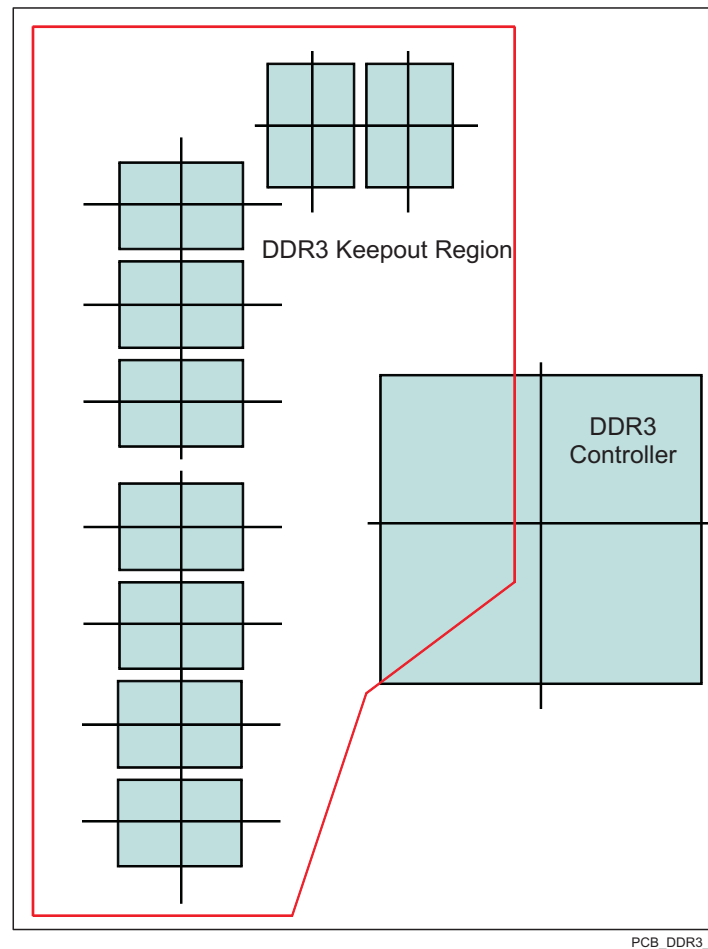 DDR3 Keepout Region
DDR3
Controller
PCB_DDR3_